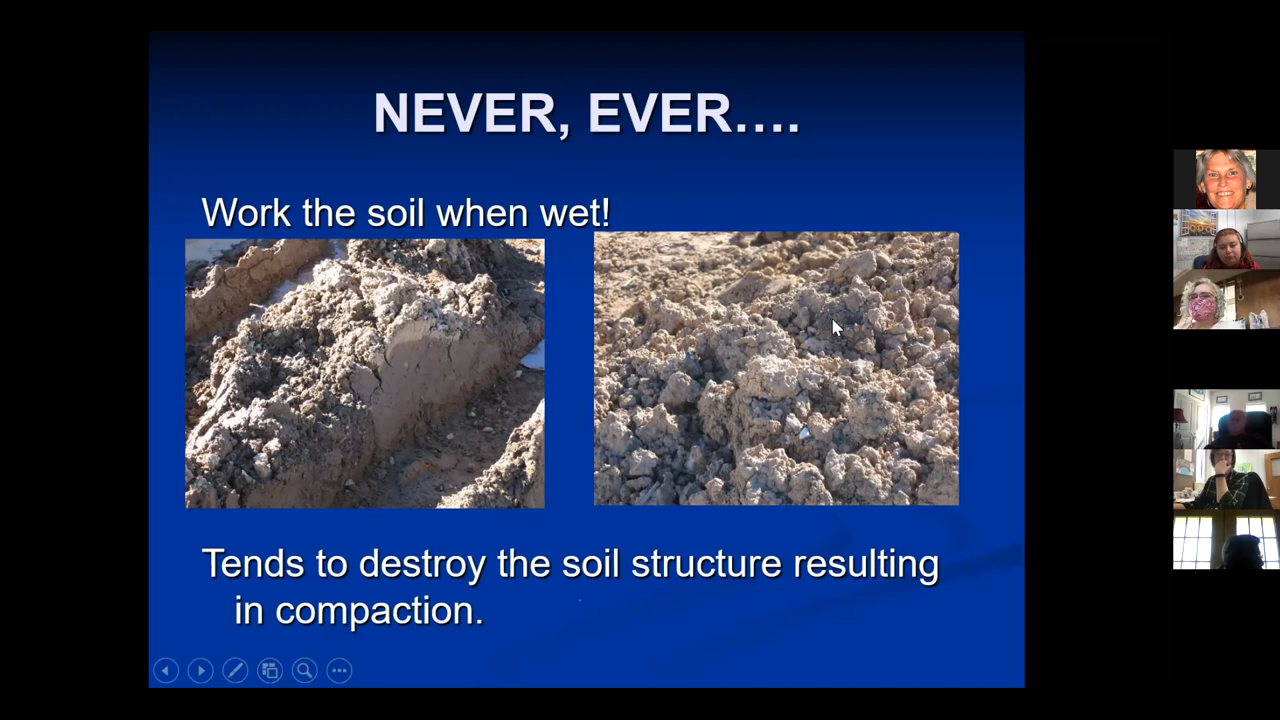 NEVER, EVER....
Work the soil when wet!
Tends to destroy the soil structure resulting
in compaction.